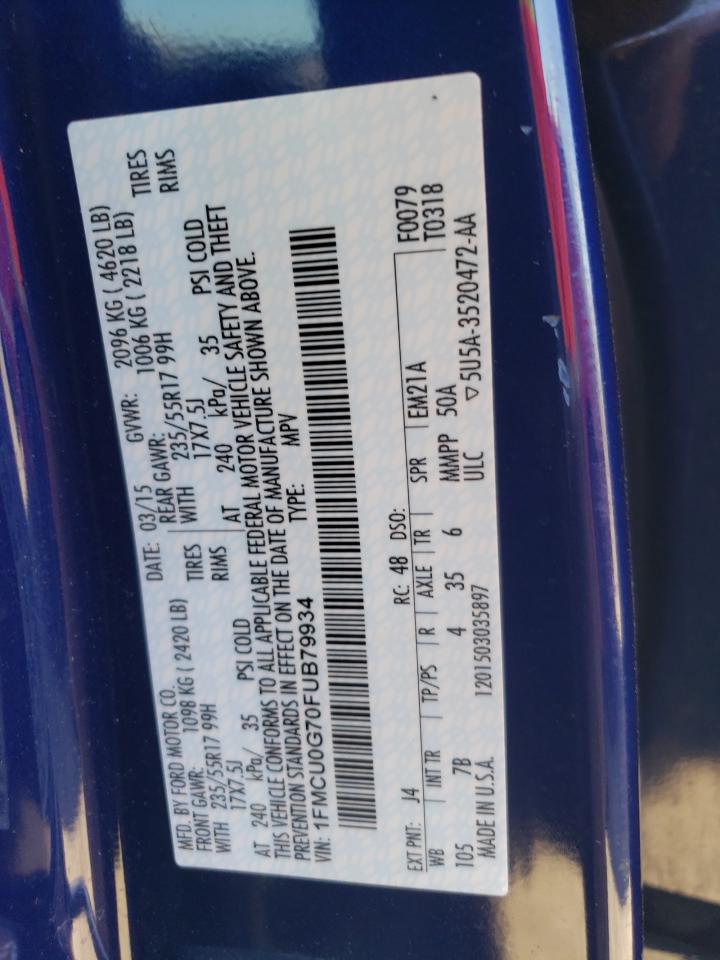 MFD. BY FORD MOTOR CO.
DATE: 03/15 GVWR: 2096 KG ( 4620 LB)
FRONT GAWR: REAR GAWR:
1098 KG ( 2420 LB) 1006 KG ( 2218 LB)
WITH 235/55R17 99H TIRES WITH 235/55R17 99H TIRES
17X7.5J RIMS 17X7.5J RIMS
AT 240 kPa/ 35 PSI COLD AT 240 kPa/ 35 PSI COLD
THIS VEHICLE CONFORMS TO ALL APPLICABLE FEDERAL MOTOR VEHICLE SAFETY AND THEFT
PREVENTION STANDARDS IN EFFECT ON THE DATE OF MANUFACTURE SHOWN ABOVE.
VIN: 1FMCU0G70FUB79934 TYPE: MPV
F0079
T0318
EXT PNT: J4 RC: 48 DSO:
WB INT TR TP/PS R AXLE TR SPR EM21A
105 7B 4 35 6 MMPP 50A
MADE IN U.S.A. 1201503035897 ULC ▽5U5A-3520472-AA